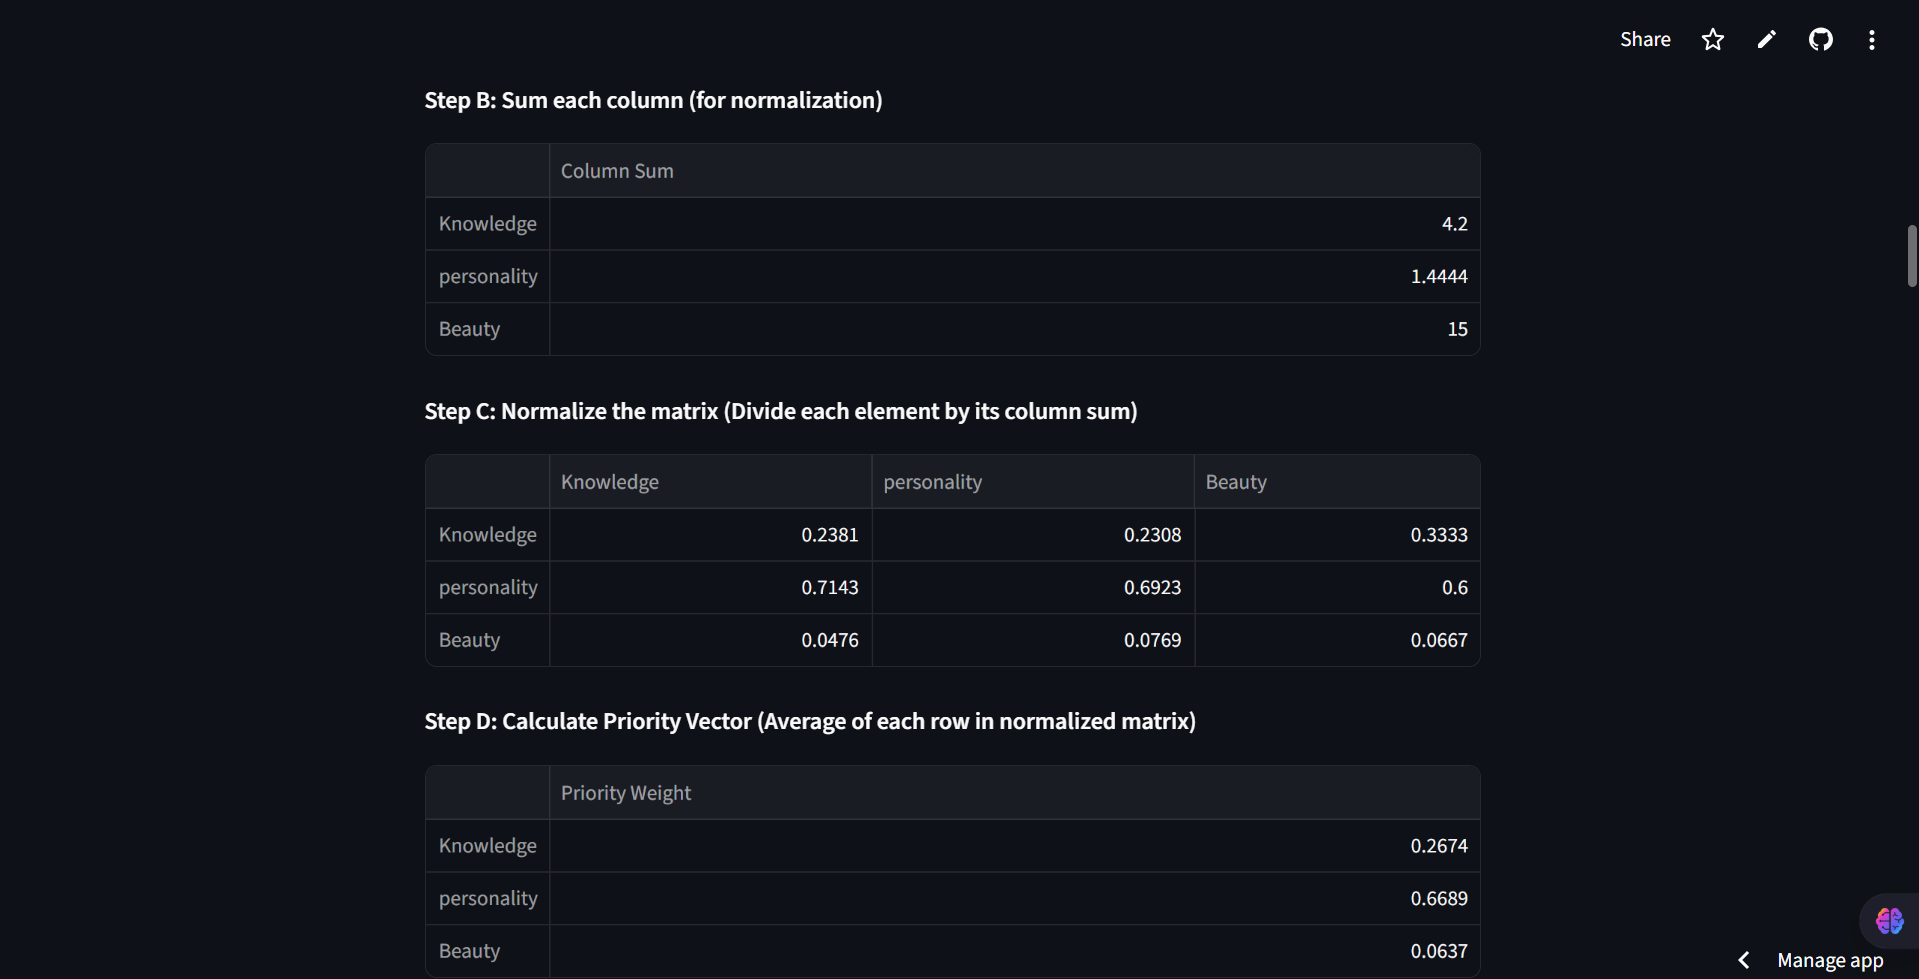 Share
Step B: Sum each column (for normalization)
Column Sum
Knowledge 4.2
personality 1.4444
Beauty 15
Step C: Normalize the matrix (Divide each element by its column sum)
Knowledge personality Beauty
Knowledge 0.2381 0.2308 0.3333
personality 0.7143 0.6923 0.6
Beauty 0.0476 0.0769 0.0667
Step D: Calculate Priority Vector (Average of each row in normalized matrix)
Priority Weight
Knowledge 0.2674
personality 0.6689
Beauty 0.0637
Manage app